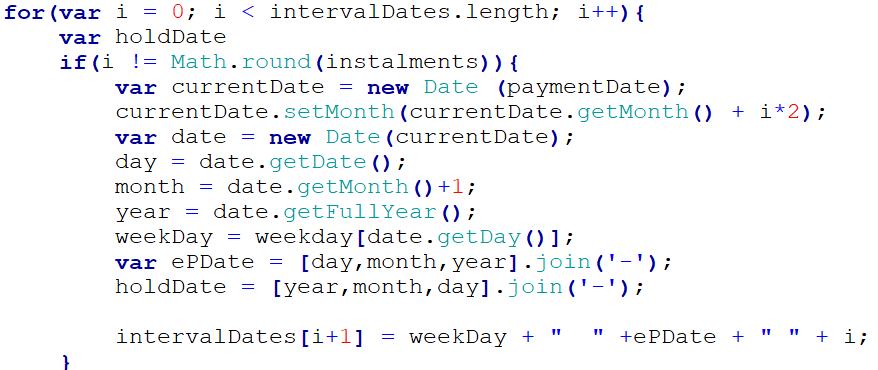 for(var i = 0; i < intervalDates.length; i++){
    var holdDate
    if(i != Math.round(instalments)){
        var currentDate = new Date (paymentDate);
        currentDate.setMonth(currentDate.getMonth() + i*2);
        var date = new Date(currentDate);
        day = date.getDate();
        month = date.getMonth()+1;
        year = date.getFullYear();
        weekDay = weekday[date.getDay()];
        var ePDate = [day,month,year].join('-');
        holdDate = [year,month,day].join('-');

        intervalDates[i+1] = weekDay + "  " +ePDate + " " + i;
    }